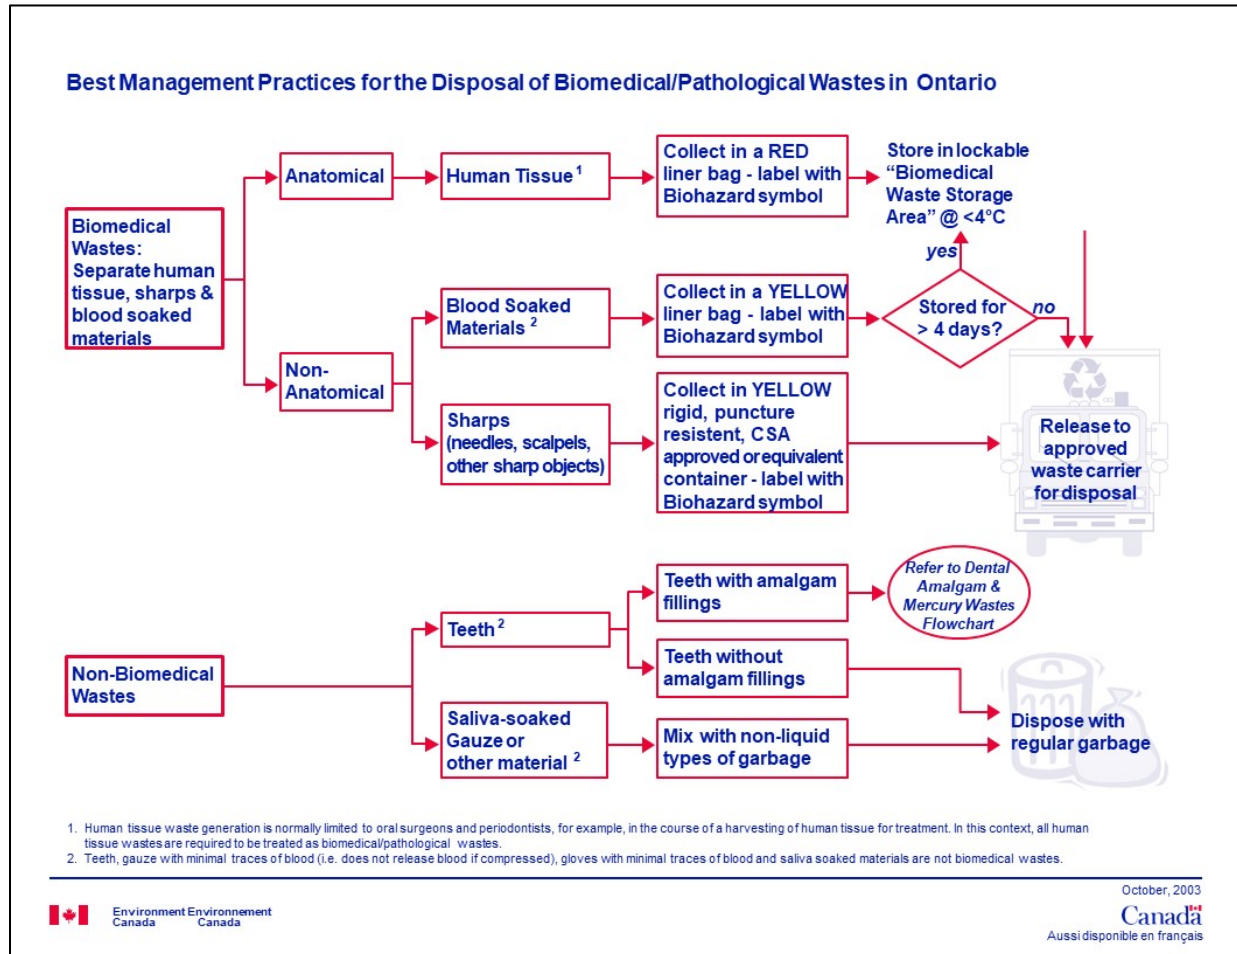 Best Management Practices for the Disposal of Biomedical/Pathological Wastes in Ontario
Biomedical
Wastes:
Separate human
tissue, sharps &
blood soaked
materials
Anatomical
Human Tissue 1
Collect in a RED
liner bag - label with
Biohazard symbol
Store in lockable
“Biomedical
Waste Storage
Area” @ <4°C
Non-
Anatomical
Blood Soaked
Materials 2
Collect in a YELLOW
liner bag - label with
Biohazard symbol
Stored for
> 4 days?
yes
no
Sharps
(needles, scalpels,
other sharp objects)
Collect in YELLOW
rigid, puncture
resistent, CSA
approved or equivalent
container - label with
Biohazard symbol
Release to
approved
waste carrier
for disposal
Non-Biomedical
Wastes
Teeth 2
Teeth with amalgam
fillings
Refer to Dental
Amalgam &
Mercury Wastes
Flowchart
Teeth without
amalgam fillings
Saliva-soaked
Gauze or
other material 2
Mix with non-liquid
types of garbage
Dispose with
regular garbage
1. Human tissue waste generation is normally limited to oral surgeons and periodontists, for example, in the course of a harvesting of human tissue for treatment. In this context, all human
tissue wastes are required to be treated as biomedical/pathological wastes.
2. Teeth, gauze with minimal traces of blood (i.e. does not release blood if compressed), gloves with minimal traces of blood and saliva soaked materials are not biomedical wastes.
October, 2003
Environment Environnement
Canada Canada
Canada
Aussi disponible en français